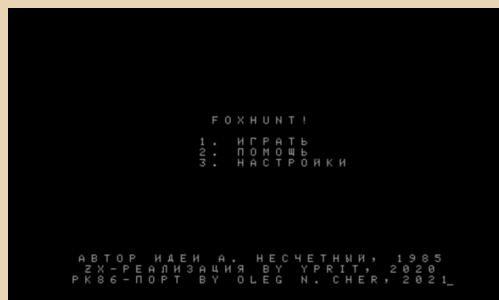 FOXHUNT!
1. ИГРАТЬ
2. ПОМОЩЬ
3. НАСТРОЙКИ
АВТОР ИДЕИ А. НЕСЧЕТНЫЙ, 1985
ZX-РЕАЛИЗАЦИЯ BY YPRIT, 2020
РК86-ПОРТ BY OLEG N. CHER, 2021_